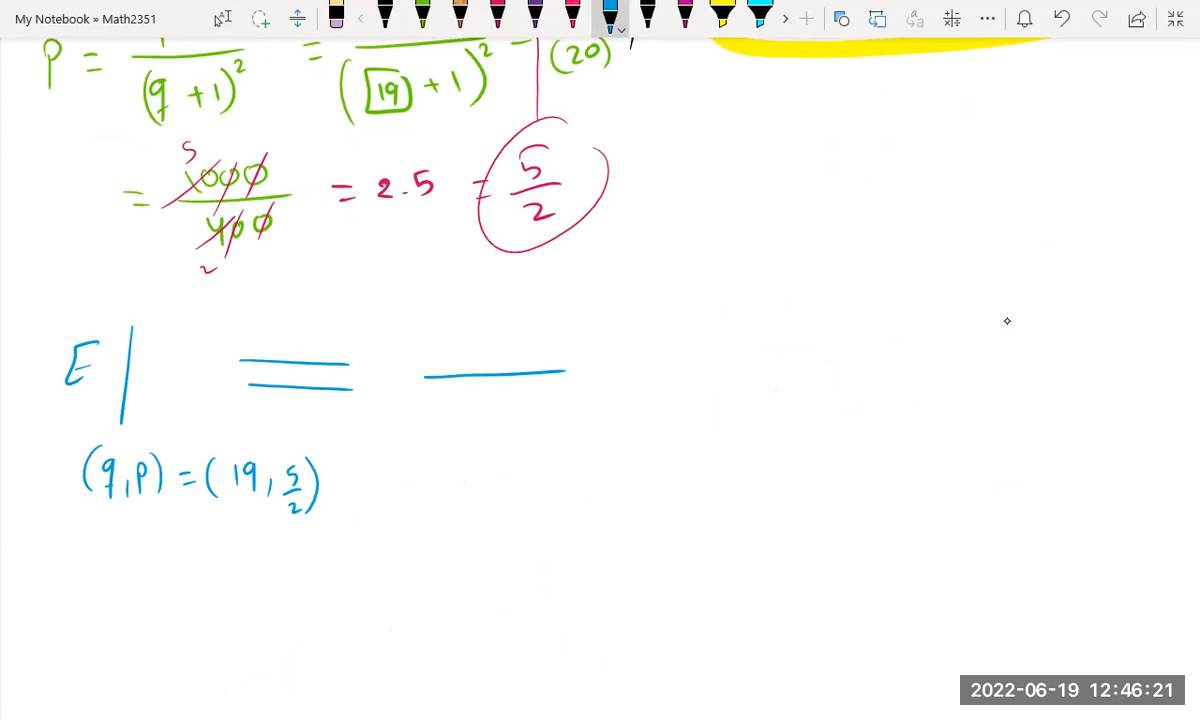 My Notebook » Math2351
P = 1/(q + 1)² = /(19 + 1)² = (20)
= 1000/400 = 2.5 = 5/2
5
2
E |
(q,p) = (19, 5/2)
2022-06-19 12:46:21